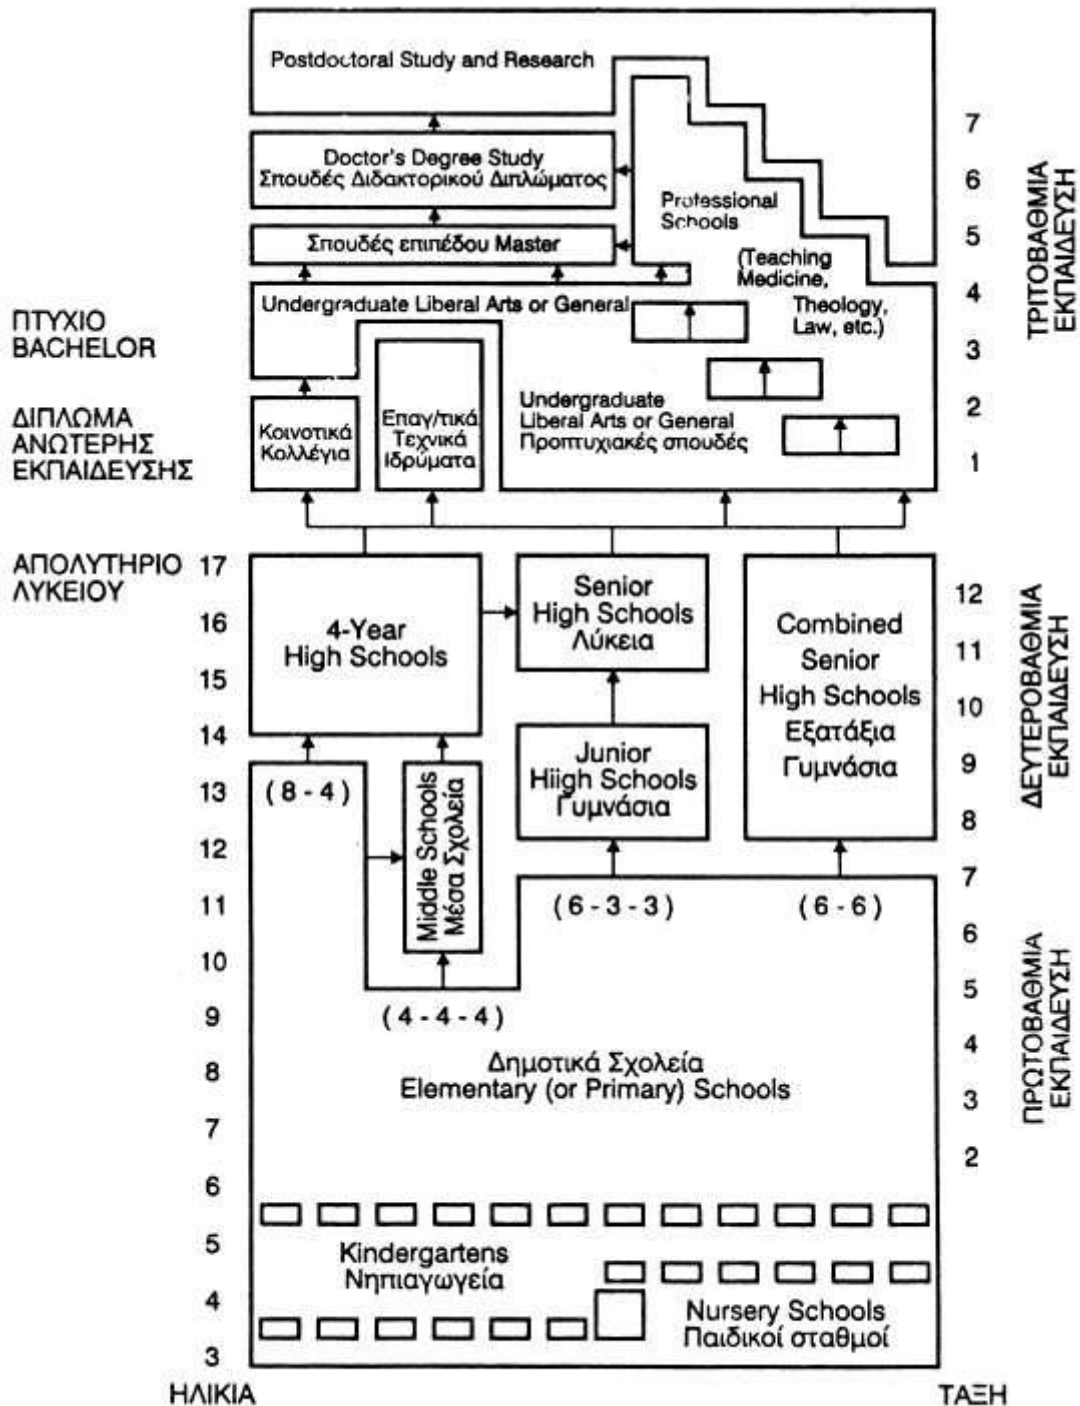 Postdoctoral Study and Research
Doctor's Degree Study
Σπουδές Διδακτορικού Διπλώματος
Σπουδές επιπέδου Master
Professional
Schools
(Teaching
Medicine,
Theology,
Law, etc.)
Undergraduate Liberal Arts or General
Undergraduate
Liberal Arts or General
Προπτυχιακές σπουδές
Κοινοτικά
Κολλέγια
Επαγ/τικά
Τεχνικά
Ιδρύματα
ΠΤΥΧΙΟ
BACHELOR
ΔΙΠΛΩΜΑ
ΑΝΩΤΕΡΗΣ
ΕΚΠΑΙΔΕΥΣΗΣ
7
6
5
4
3
2
1
ΤΡΙΤΟΒΑΘΜΙΑ
ΕΚΠΑΙΔΕΥΣΗ
ΑΠΟΛΥΤΗΡΙΟ
ΛΥΚΕΙΟΥ
17
16
15
14
13
12
11
10
9
8
7
6
5
4
3
4-Year
High Schools
Senior
High Schools
Λύκεια
Combined
Senior
High Schools
Εξατάξια
Γυμνάσια
Junior
Hiigh Schools
Γυμνάσια
(8-4)
Middle Schools
Μέσα Σχολεία
(6-3-3)
(6-6)
(4-4-4)
Δημοτικά Σχολεία
Elementary (or Primary) Schools
Kindergartens
Νηπιαγωγεία
Nursery Schools
Παιδικοί σταθμοί
12
11
10
9
8
7
6
5
4
3
2
ΔΕΥΤΕΡΟΒΑΘΜΙΑ
ΕΚΠΑΙΔΕΥΣΗ
ΠΡΩΤΟΒΑΘΜΙΑ
ΕΚΠΑΙΔΕΥΣΗ
ΗΛΙΚΙΑ
ΤΑΞΗ